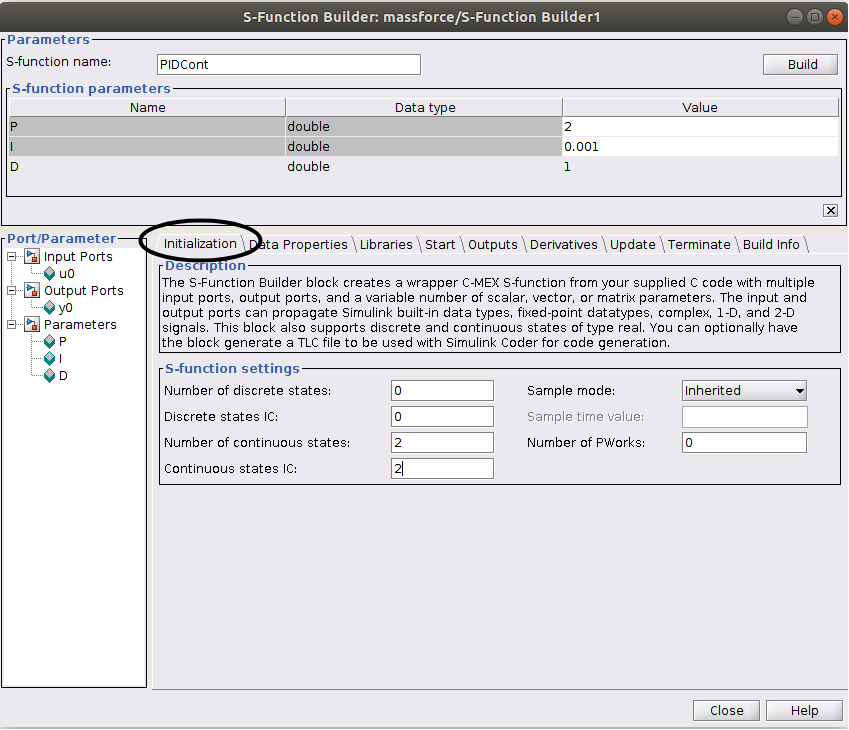 S-Function Builder: massforce/S-Function Builder1
Parameters
S-function name: PIDCont Build
S-function parameters
Name Data type Value
P double 2
I double 0.001
D double 1
Port/Parameter
Input Ports
u0
Output Ports
y0
Parameters
P
I
D
Initialization Data Properties Libraries Start Outputs Derivatives Update Terminate Build Info
Description
The S-Function Builder block creates a wrapper C-MEX S-function from your supplied C code with multiple
input ports, output ports, and a variable number of scalar, vector, or matrix parameters. The input and
output ports can propagate Simulink built-in data types, fixed-point datatypes, complex, 1-D, and 2-D
signals. This block also supports discrete and continuous states of type real. You can optionally have
the block generate a TLC file to be used with Simulink Coder for code generation.
S-function settings
Number of discrete states: 0 Sample mode: Inherited
Discrete states IC: 0 Sample time value:
Number of continuous states: 2 Number of PWorks: 0
Continuous states IC: 2
Close Help